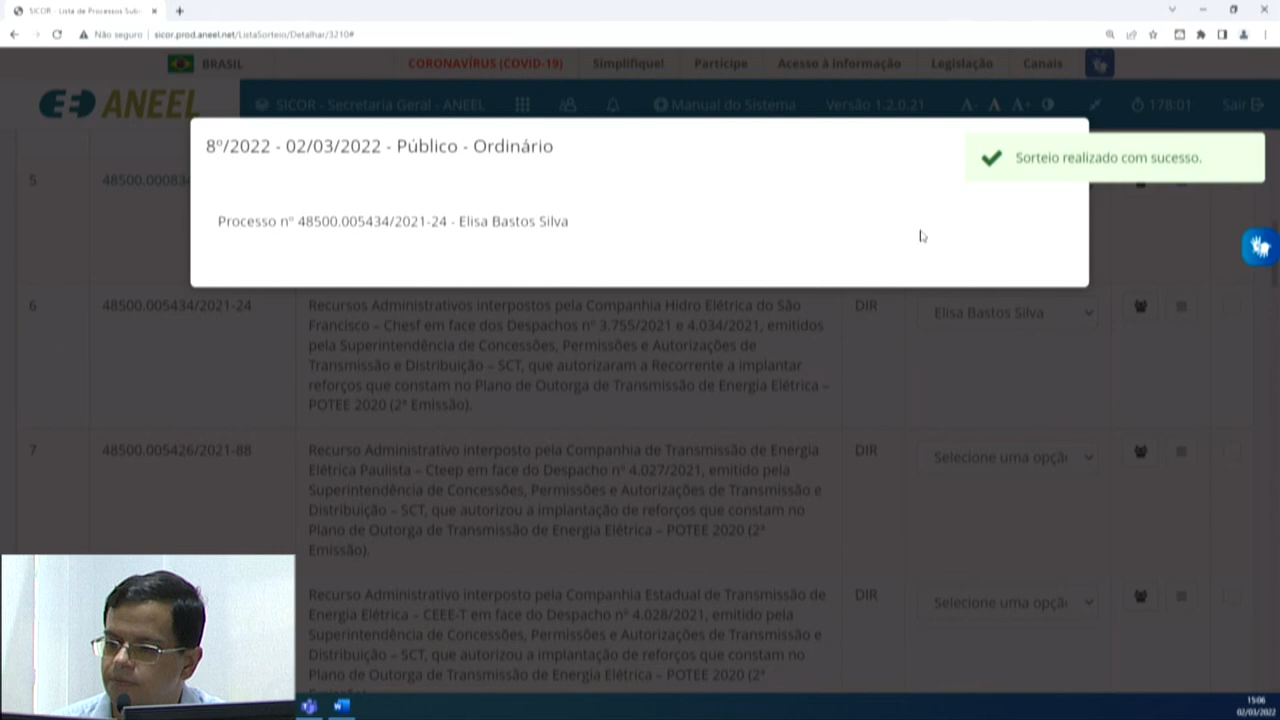 SICOR - Lista de Processos Sub
Não seguro | sicor.prod.aneel.net/ListaSorteio/Detalhar/3210#
BRASIL
CORONAVÍRUS (COVID-19)
Simplifique!
Participe
Acesso à informação
Legislação
Canais
ANEEL
SICOR - Secretaria Geral - ANEEL
Manual do Sistema
Versão 1.2.0.21
A- A A+
178:01
Sair
8º/2022 - 02/03/2022 - Público - Ordinário
Sorteio realizado com sucesso.
5
48500.000834
Processo nº 48500.005434/2021-24 - Elisa Bastos Silva
6
48500.005434/2021-24
Recursos Administrativos interpostos pela Companhia Hidro Elétrica do São
Francisco – Chesf em face dos Despachos nº 3.755/2021 e 4.034/2021, emitidos
pela Superintendência de Concessões, Permissões e Autorizações de
Transmissão e Distribuição – SCT, que autorizaram a Recorrente a implantar
reforços que constam no Plano de Outorga de Transmissão de Energia Elétrica –
POTEE 2020 (2ª Emissão).
DIR
Elisa Bastos Silva
7
48500.005426/2021-88
Recurso Administrativo interposto pela Companhia de Transmissão de Energia
Elétrica Paulista – Cteep em face do Despacho nº 4.027/2021, emitido pela
Superintendência de Concessões, Permissões e Autorizações de Transmissão e
Distribuição – SCT, que autorizou a implantação de reforços que constam no
Plano de Outorga de Transmissão de Energia Elétrica – POTEE 2020 (2ª
Emissão).
DIR
Selecione uma opçã
Recurso Administrativo interposto pela Companhia Estadual de Transmissão de
Energia Elétrica – CEEE-T em face do Despacho nº 4.028/2021, emitido pela
Superintendência de Concessões, Permissões e Autorizações de Transmissão e
Distribuição – SCT, que autorizou a implantação de reforços que constam no
Plano de Outorga de Transmissão de Energia Elétrica – POTEE 2020 (2ª
DIR
Selecione uma opçã
15:06
02/03/2022